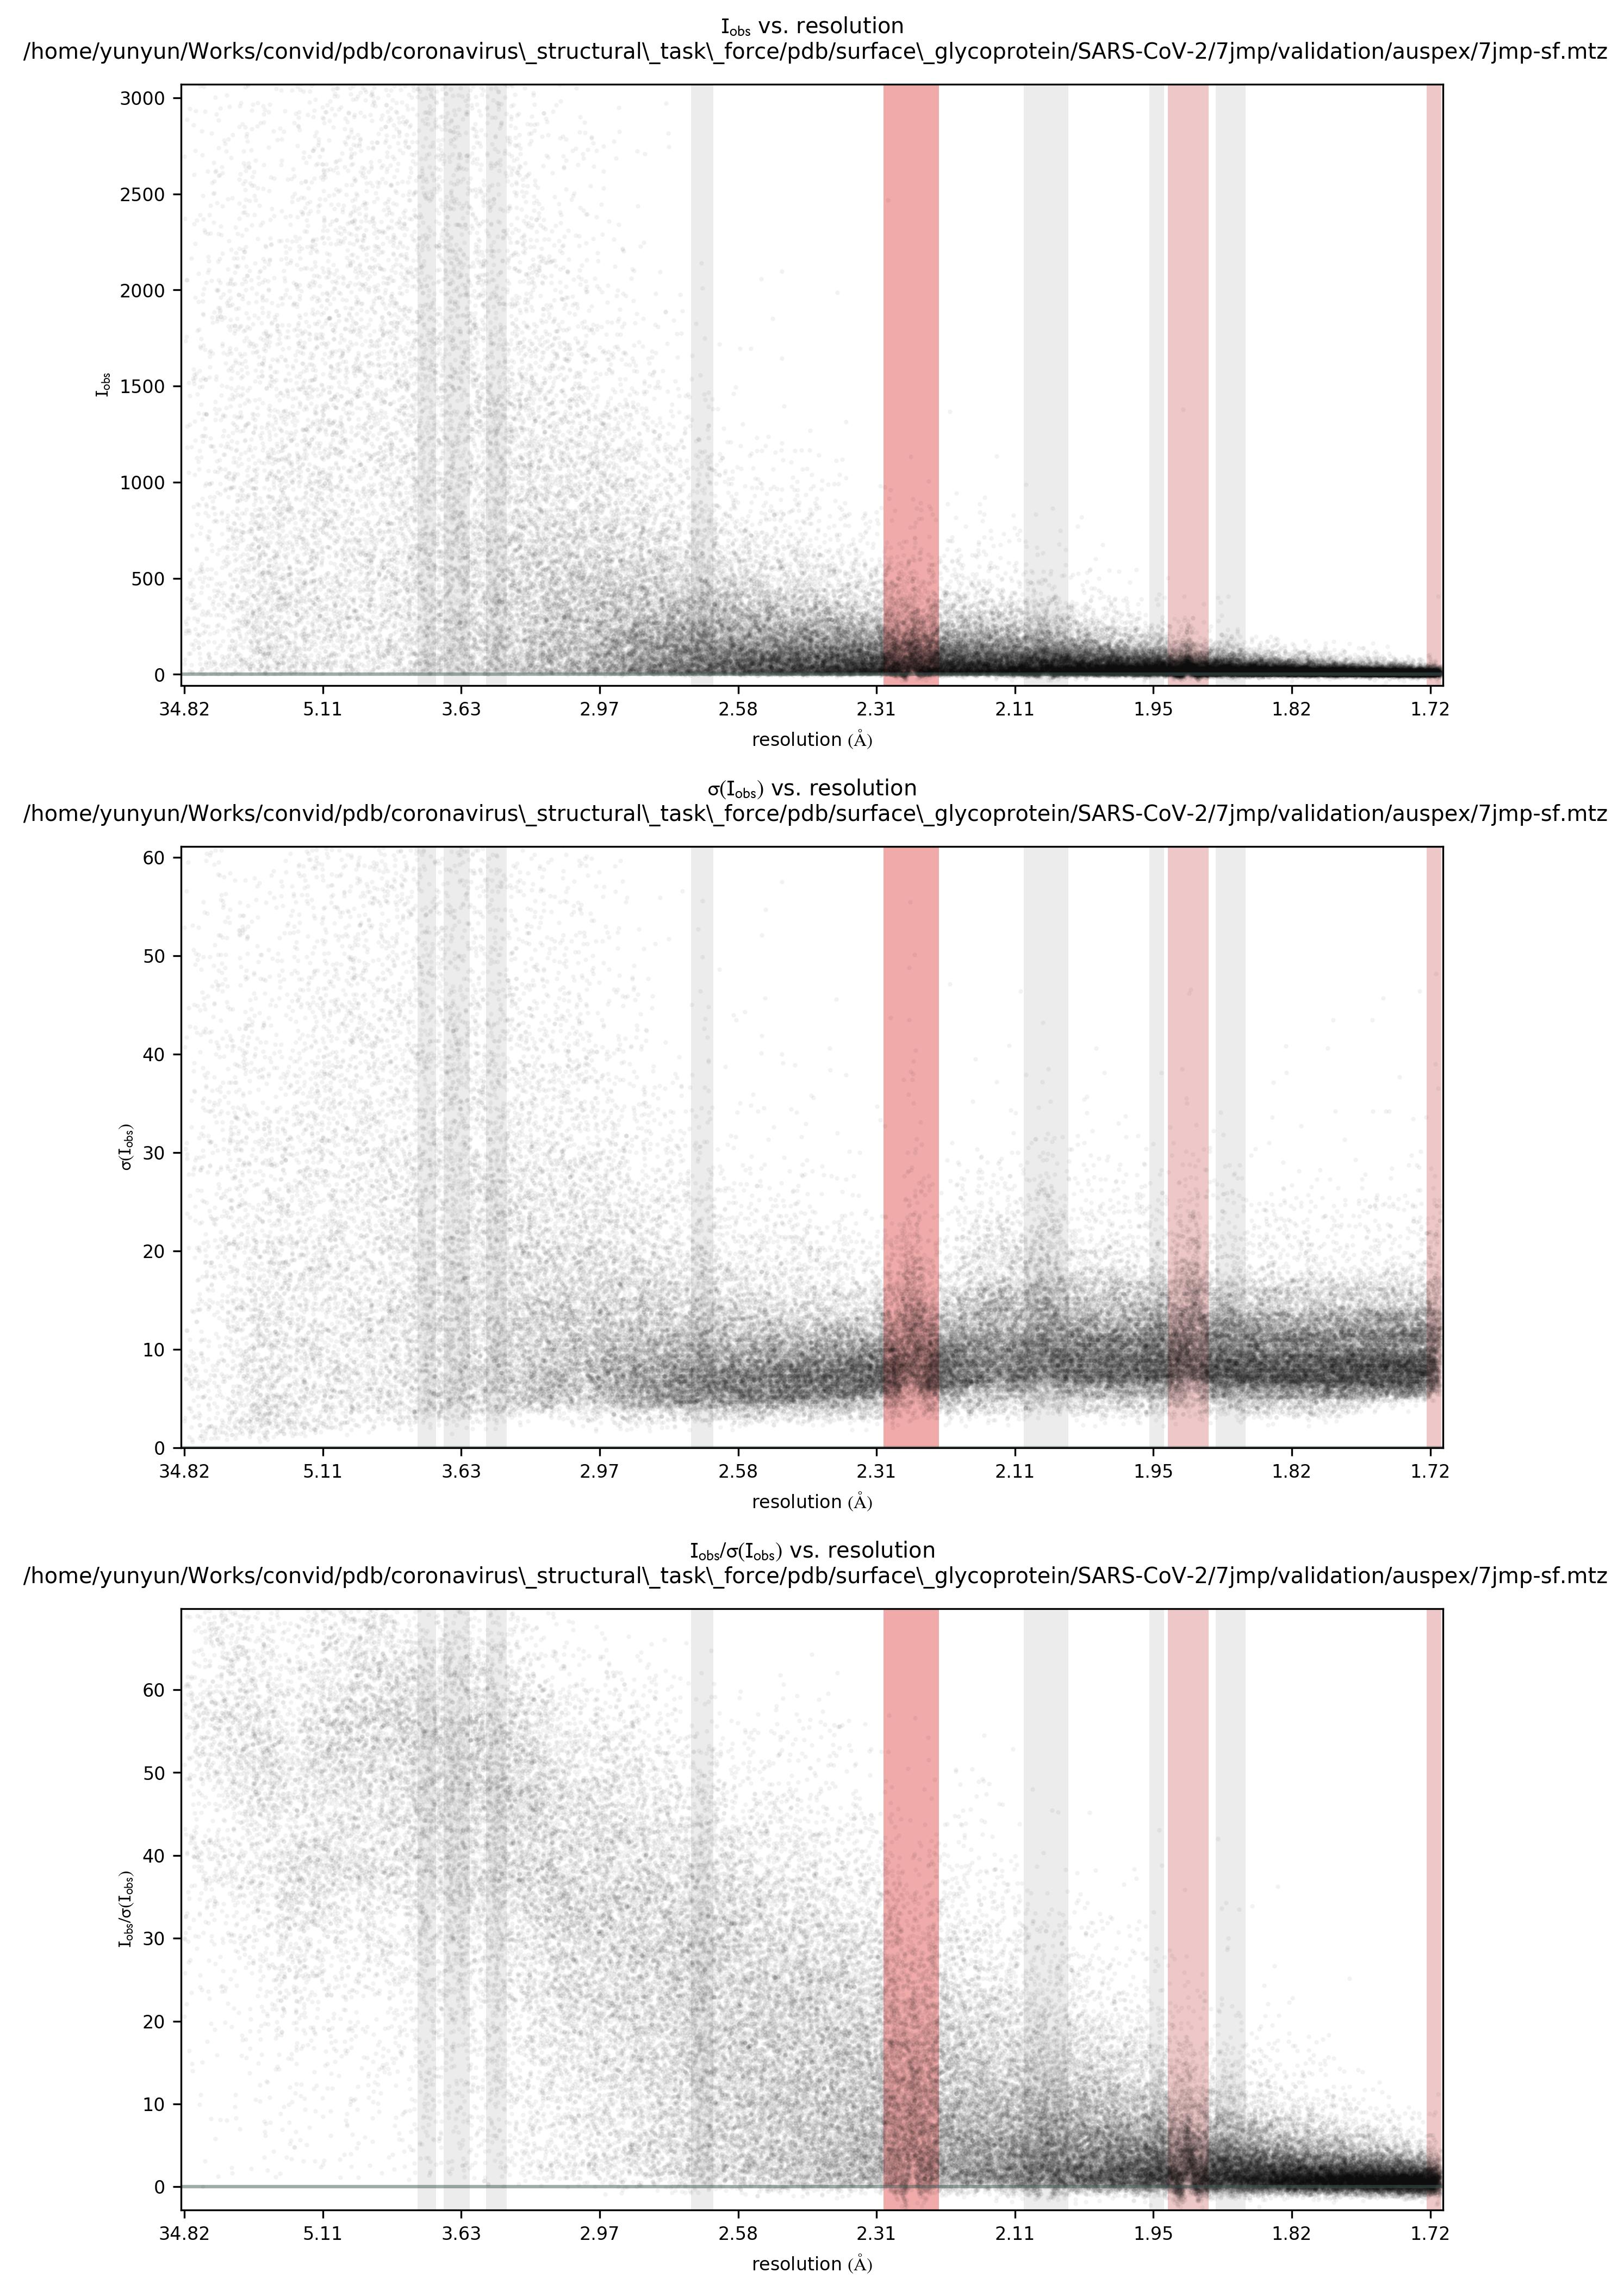 Iobs vs. resolution
/home/yunyun/Works/convid/pdb/coronavirus\_structural\_task\_force/pdb/surface\_glycoprotein/SARS-CoV-2/7jmp/validation/auspex/7jmp-sf.mtz
3000
2500
2000
1500
1000
500
0
Iobs
34.82 5.11 3.63 2.97 2.58 2.31 2.11 1.95 1.82 1.72
resolution (Å)
σ(Iobs) vs. resolution
/home/yunyun/Works/convid/pdb/coronavirus\_structural\_task\_force/pdb/surface\_glycoprotein/SARS-CoV-2/7jmp/validation/auspex/7jmp-sf.mtz
60
50
40
30
20
10
0
σ(Iobs)
34.82 5.11 3.63 2.97 2.58 2.31 2.11 1.95 1.82 1.72
resolution (Å)
Iobs/σ(Iobs) vs. resolution
/home/yunyun/Works/convid/pdb/coronavirus\_structural\_task\_force/pdb/surface\_glycoprotein/SARS-CoV-2/7jmp/validation/auspex/7jmp-sf.mtz
60
50
40
30
20
10
0
Iobs/σ(Iobs)
34.82 5.11 3.63 2.97 2.58 2.31 2.11 1.95 1.82 1.72
resolution (Å)